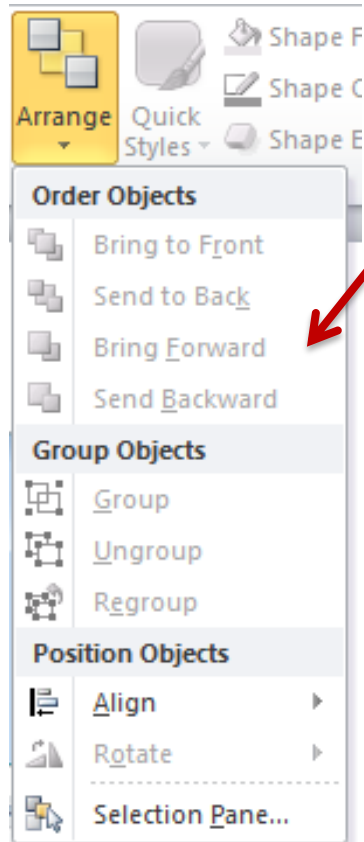 Shape F
Shape
Arrange
Quick
Styles
Shape E
Order Objects
Bring to Front
Send to Back
Bring Forward
Send Backward
Group Objects
Group
Ungroup
Regroup
Position Objects
Align
Rotate
Selection Pane...